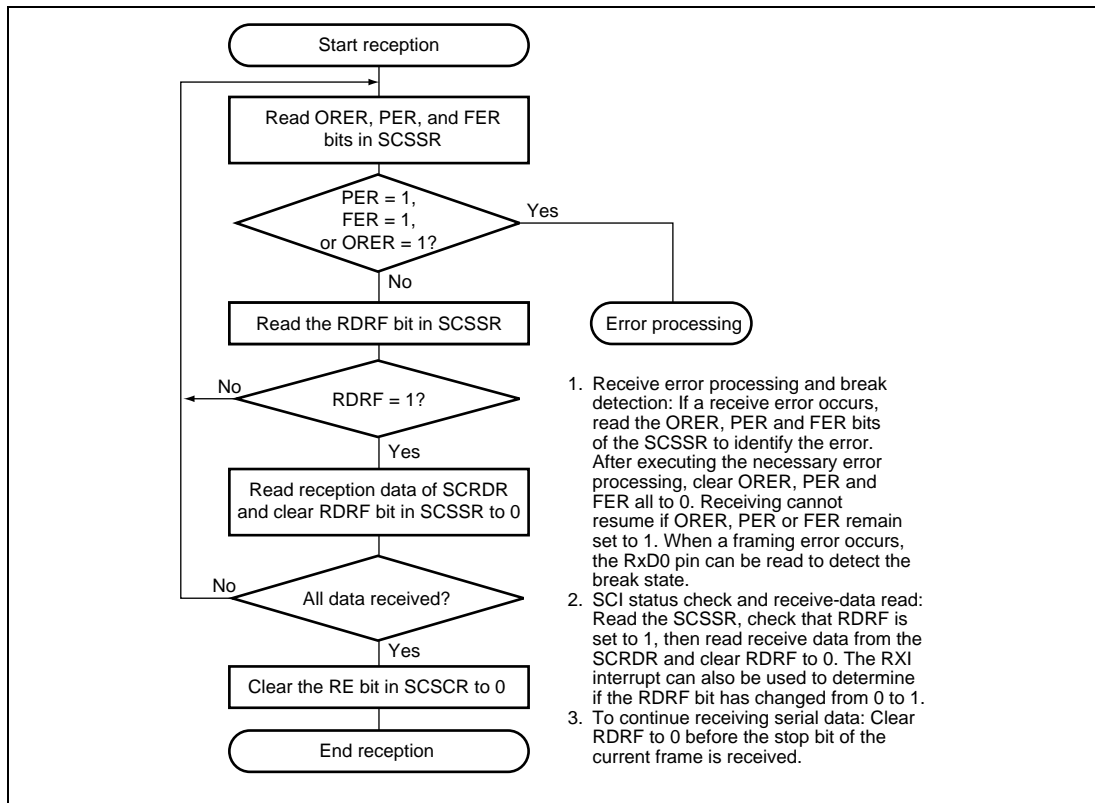 Start reception
Read ORER, PER, and FER
bits in SCSSR
PER = 1,
FER = 1,
or ORER = 1?
Yes
No
Read the RDRF bit in SCSSR
Error processing
No
RDRF = 1?
Yes
Read reception data of SCRDR
and clear RDRF bit in SCSSR to 0
No
All data received?
Yes
Clear the RE bit in SCSCR to 0
End reception
1. Receive error processing and break
detection: If a receive error occurs,
read the ORER, PER and FER bits
of the SCSSR to identify the error.
After executing the necessary error
processing, clear ORER, PER and
FER all to 0. Receiving cannot
resume if ORER, PER or FER remain
set to 1. When a framing error occurs,
the RxD0 pin can be read to detect the
break state.
2. SCI status check and receive-data read:
Read the SCSSR, check that RDRF is
set to 1, then read receive data from the
SCRDR and clear RDRF to 0. The RXI
interrupt can also be used to determine
if the RDRF bit has changed from 0 to 1.
3. To continue receiving serial data: Clear
RDRF to 0 before the stop bit of the
current frame is received.